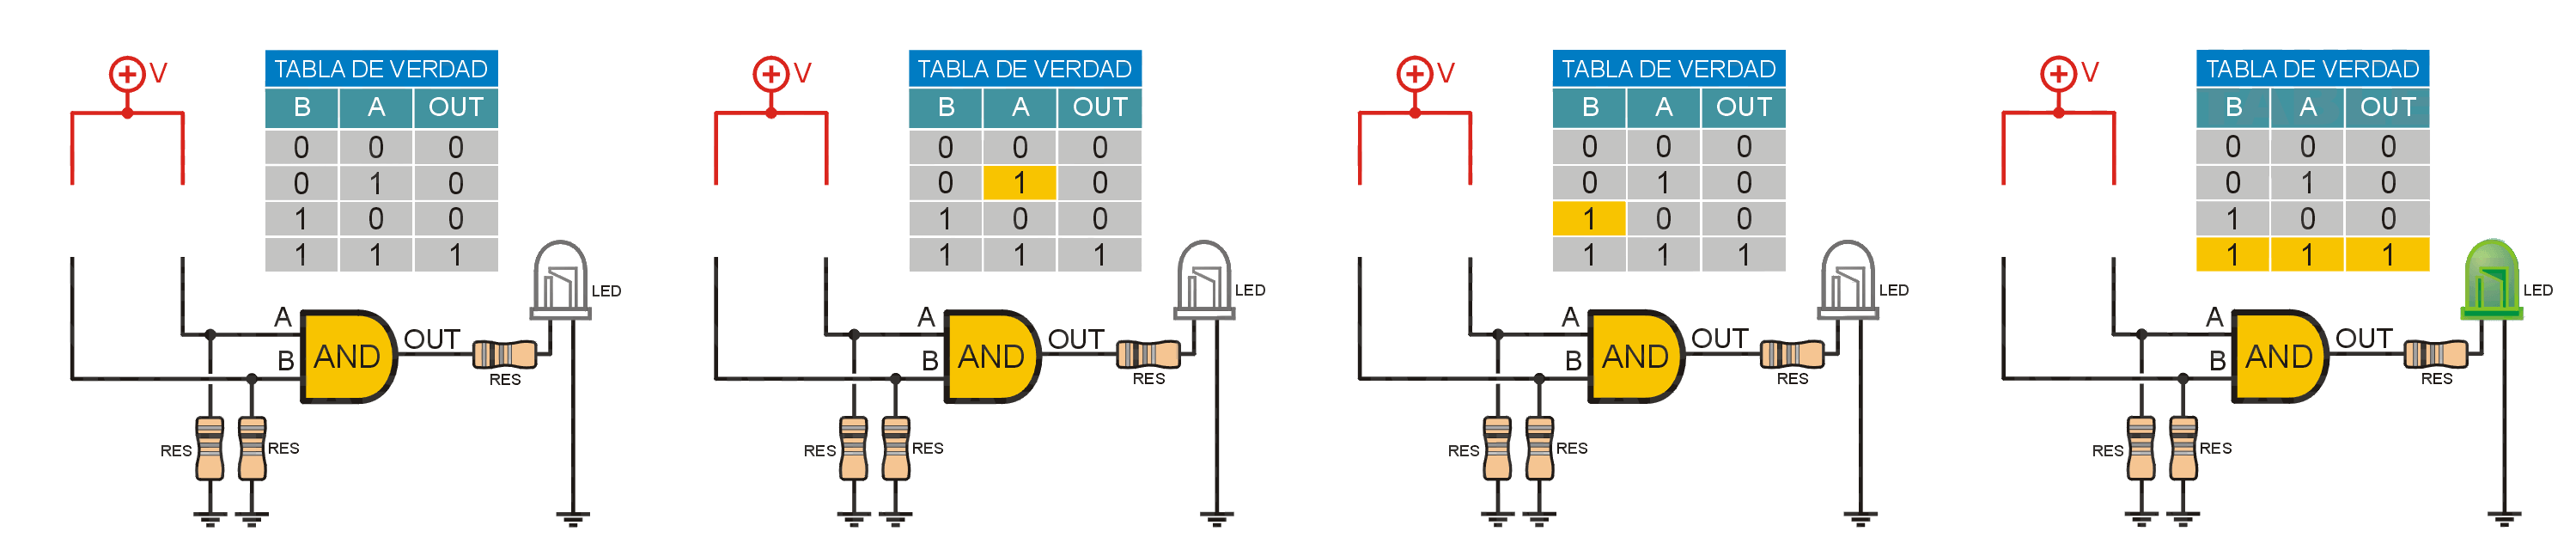 V
TABLA DE VERDAD
B A OUT
0 0 0
0 1 0
1 0 0
1 1 1
LED
A
OUT
B
AND
RES
RES
RES
V
TABLA DE VERDAD
B A OUT
0 0 0
0 1 0
1 0 0
1 1 1
LED
A
OUT
B
AND
RES
RES
RES
V
TABLA DE VERDAD
B A OUT
0 0 0
0 1 0
1 0 0
1 1 1
LED
A
OUT
B
AND
RES
RES
RES
V
TABLA DE VERDAD
B A OUT
0 0 0
0 1 0
1 0 0
1 1 1
LED
A
OUT
B
AND
RES
RES
RES